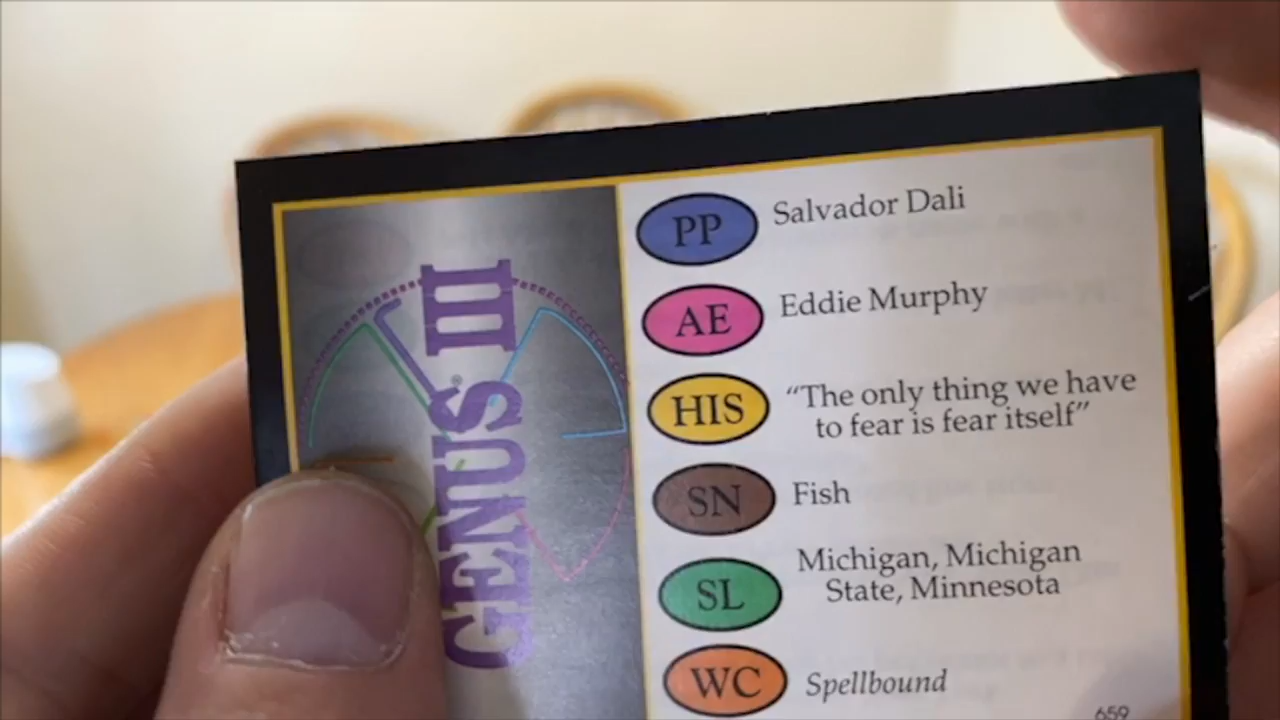 GENUS III
PP Salvador Dali
AE Eddie Murphy
HIS "The only thing we have
to fear is fear itself"
SN Fish
SL Michigan, Michigan
State, Minnesota
WC Spellbound
659